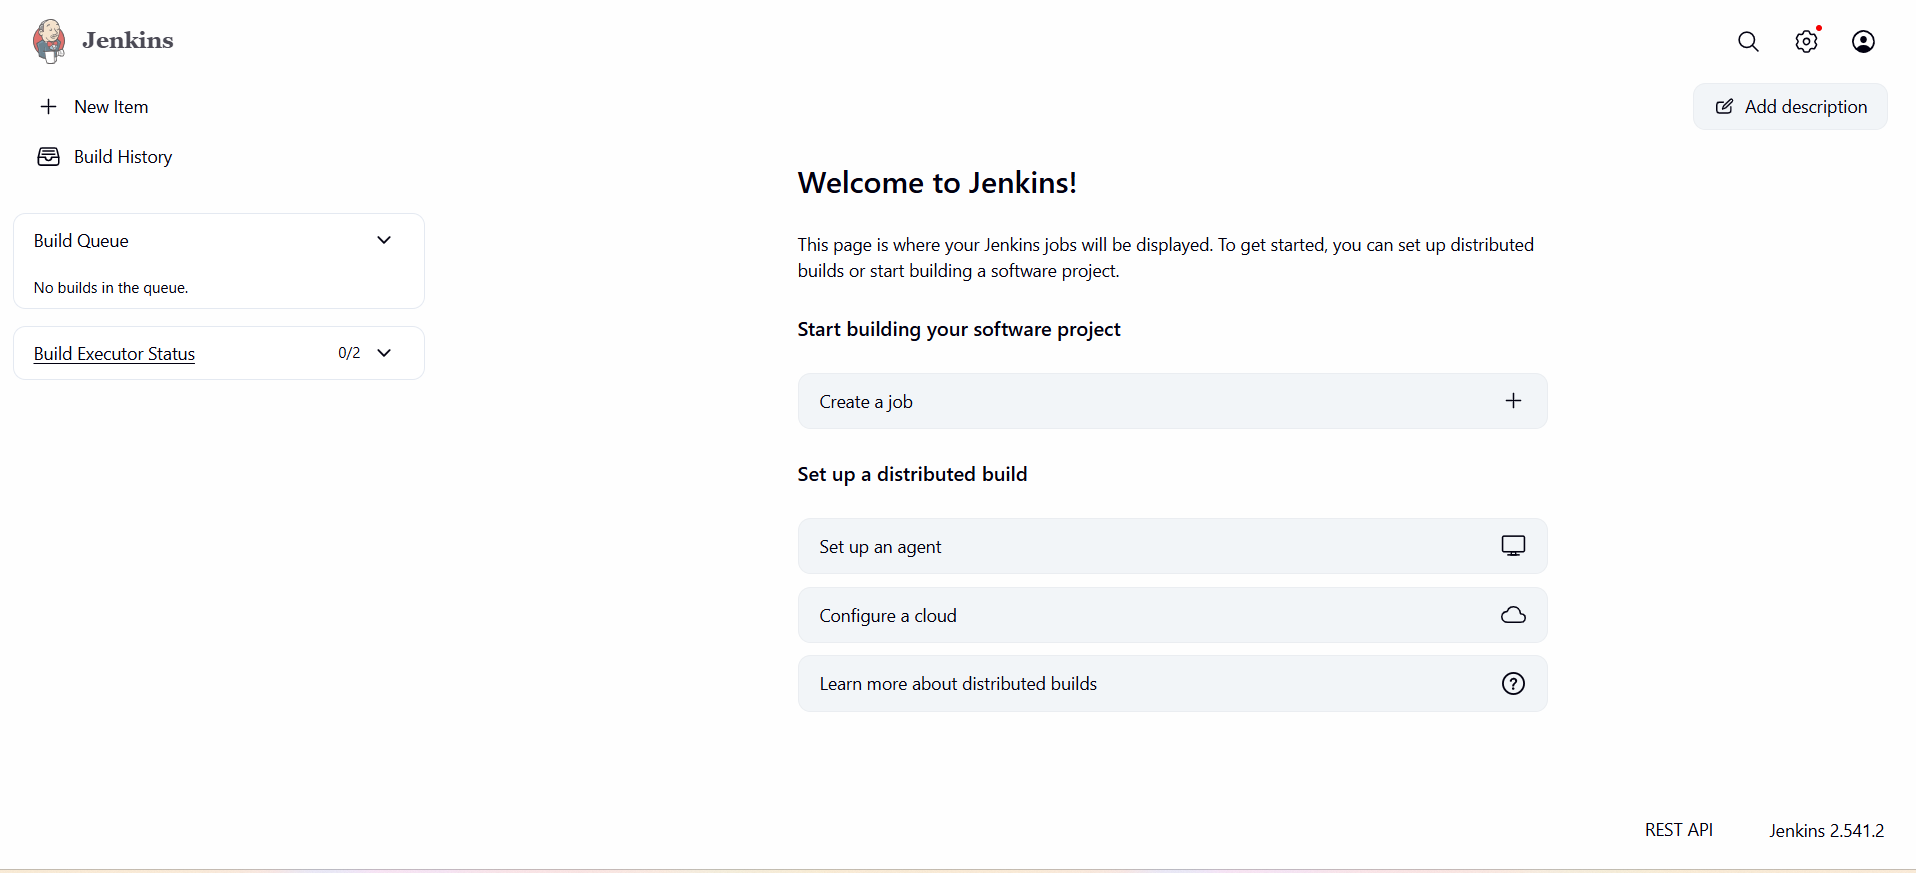 Jenkins
New Item
Add description
Build History
Build Queue
No builds in the queue.
Build Executor Status 0/2
Welcome to Jenkins!
This page is where your Jenkins jobs will be displayed. To get started, you can set up distributed
builds or start building a software project.
Start building your software project
Create a job
Set up a distributed build
Set up an agent
Configure a cloud
Learn more about distributed builds
REST API
Jenkins 2.541.2